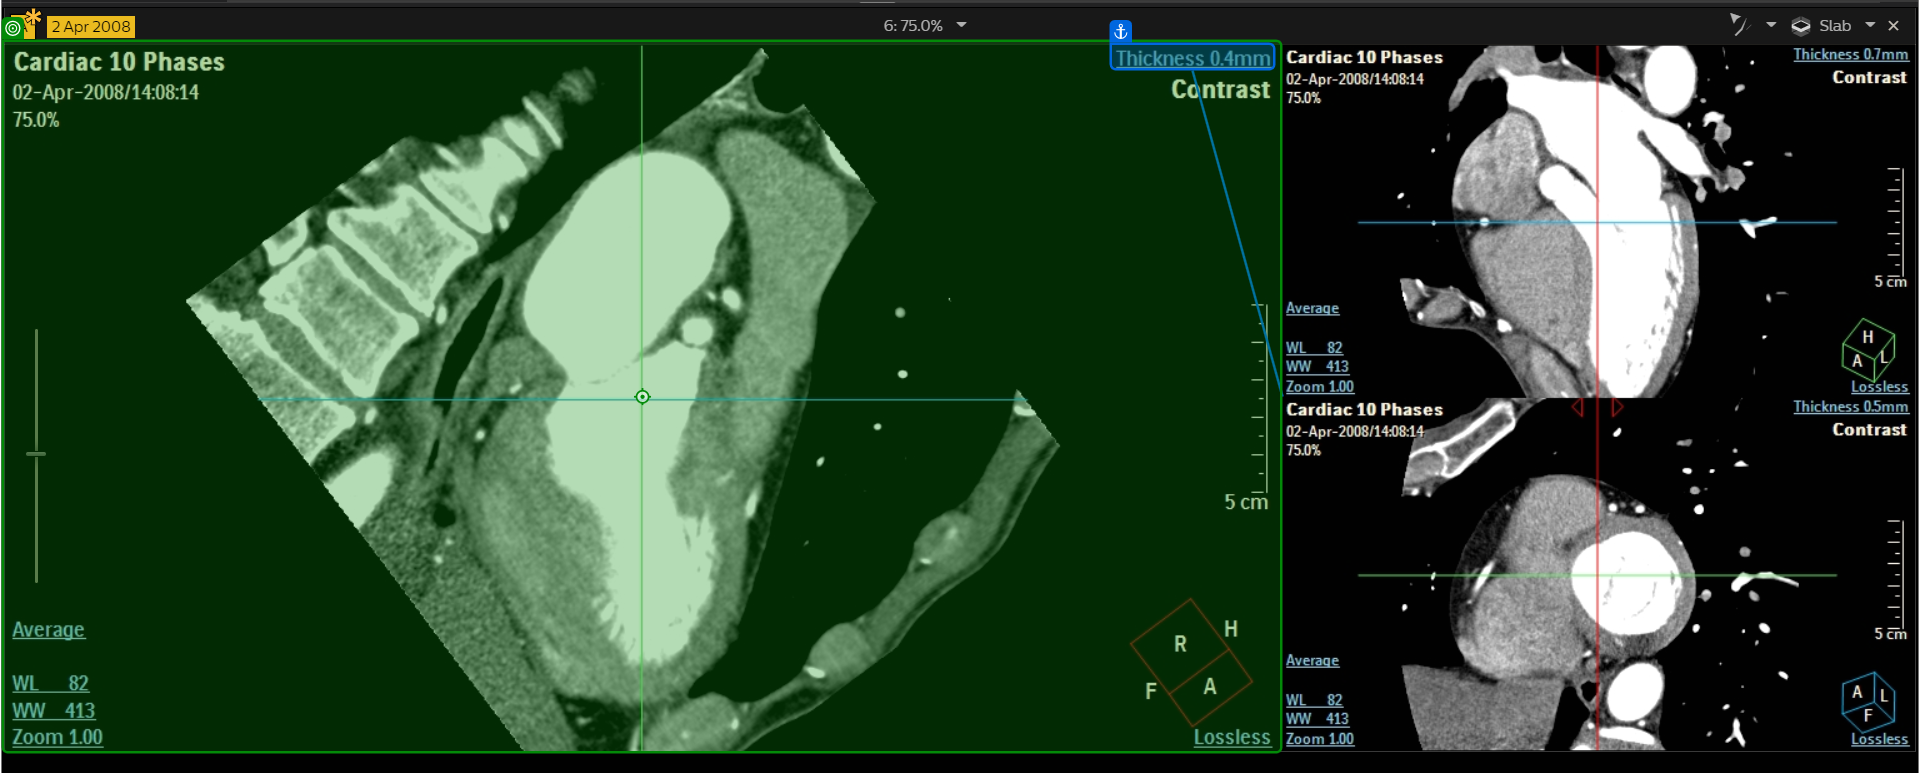 2 Apr 2008
6: 75.0%
Slab
Cardiac 10 Phases
02-Apr-2008/14:08:14
75.0%
Thickness 0.4mm
Contrast
5 cm
Average
WL 82
WW 413
Zoom 1.00
R
H
F
A
Lossless
Cardiac 10 Phases
02-Apr-2008/14:08:14
75.0%
Thickness 0.7mm
Contrast
5 cm
Average
WL 82
WW 413
Zoom 1.00
H
A
L
Lossless
Cardiac 10 Phases
02-Apr-2008/14:08:14
75.0%
Thickness 0.5mm
Contrast
5 cm
Average
WL 82
WW 413
Zoom 1.00
A
L
F
Lossless